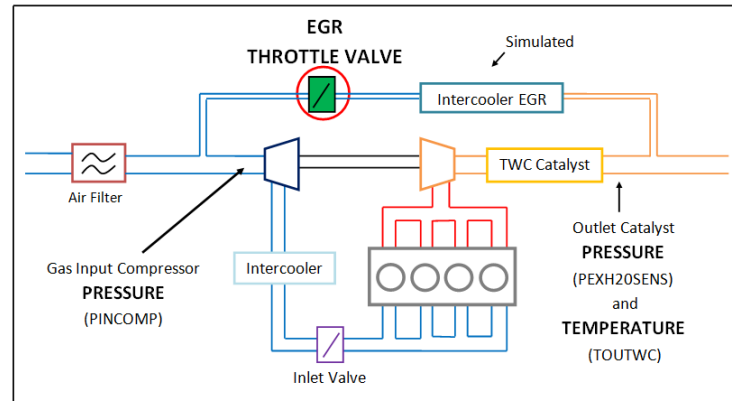 EGR
THROTTLE VALVE
Simulated
Intercooler EGR
Air Filter
TWC Catalyst
Gas Input Compressor
PRESSURE
(PINCOMP)
Intercooler
Inlet Valve
Outlet Catalyst
PRESSURE
(PEXH20SENS)
and
TEMPERATURE
(TOUTWC)